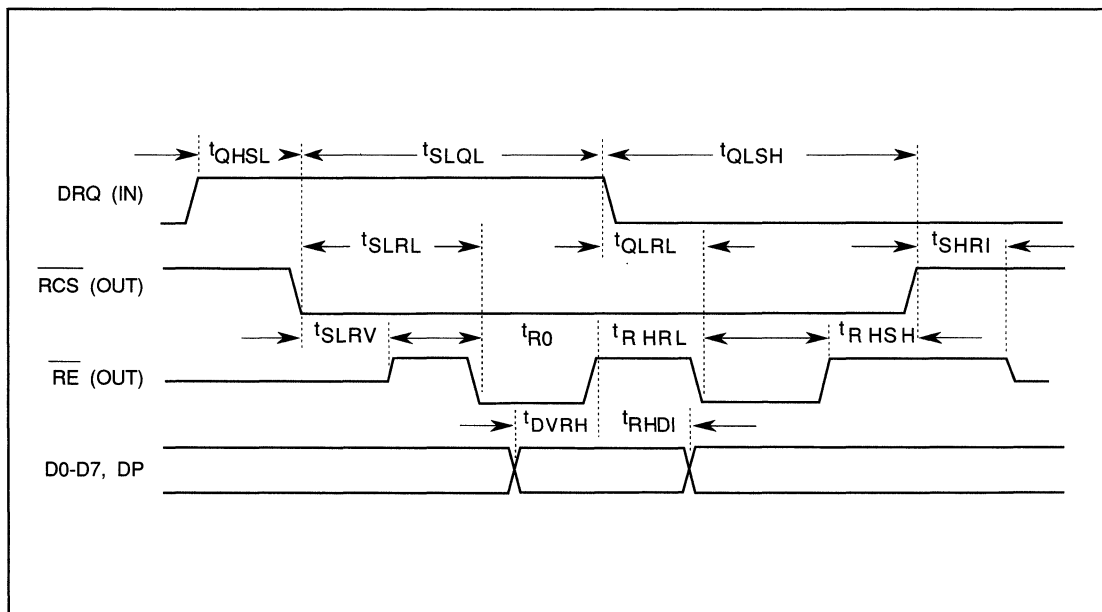 tQHSL tSLQL tQLSH
DRQ (IN)
tSLRL tQLRL tSHRI
RCS (OUT)
tSLRV tR0 tR HRL tR HSH
RE (OUT)
tDVRH tRHDI
D0-D7, DP